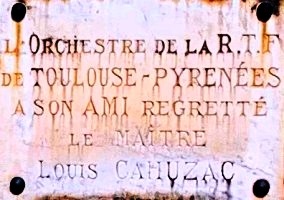 L'ORCHESTRE DE LA R.T.F
DE TOULOUSE-PYRENÉES
A SON AMI REGRETTÉ
LE MAÎTRE
LOUIS CAHUZAC